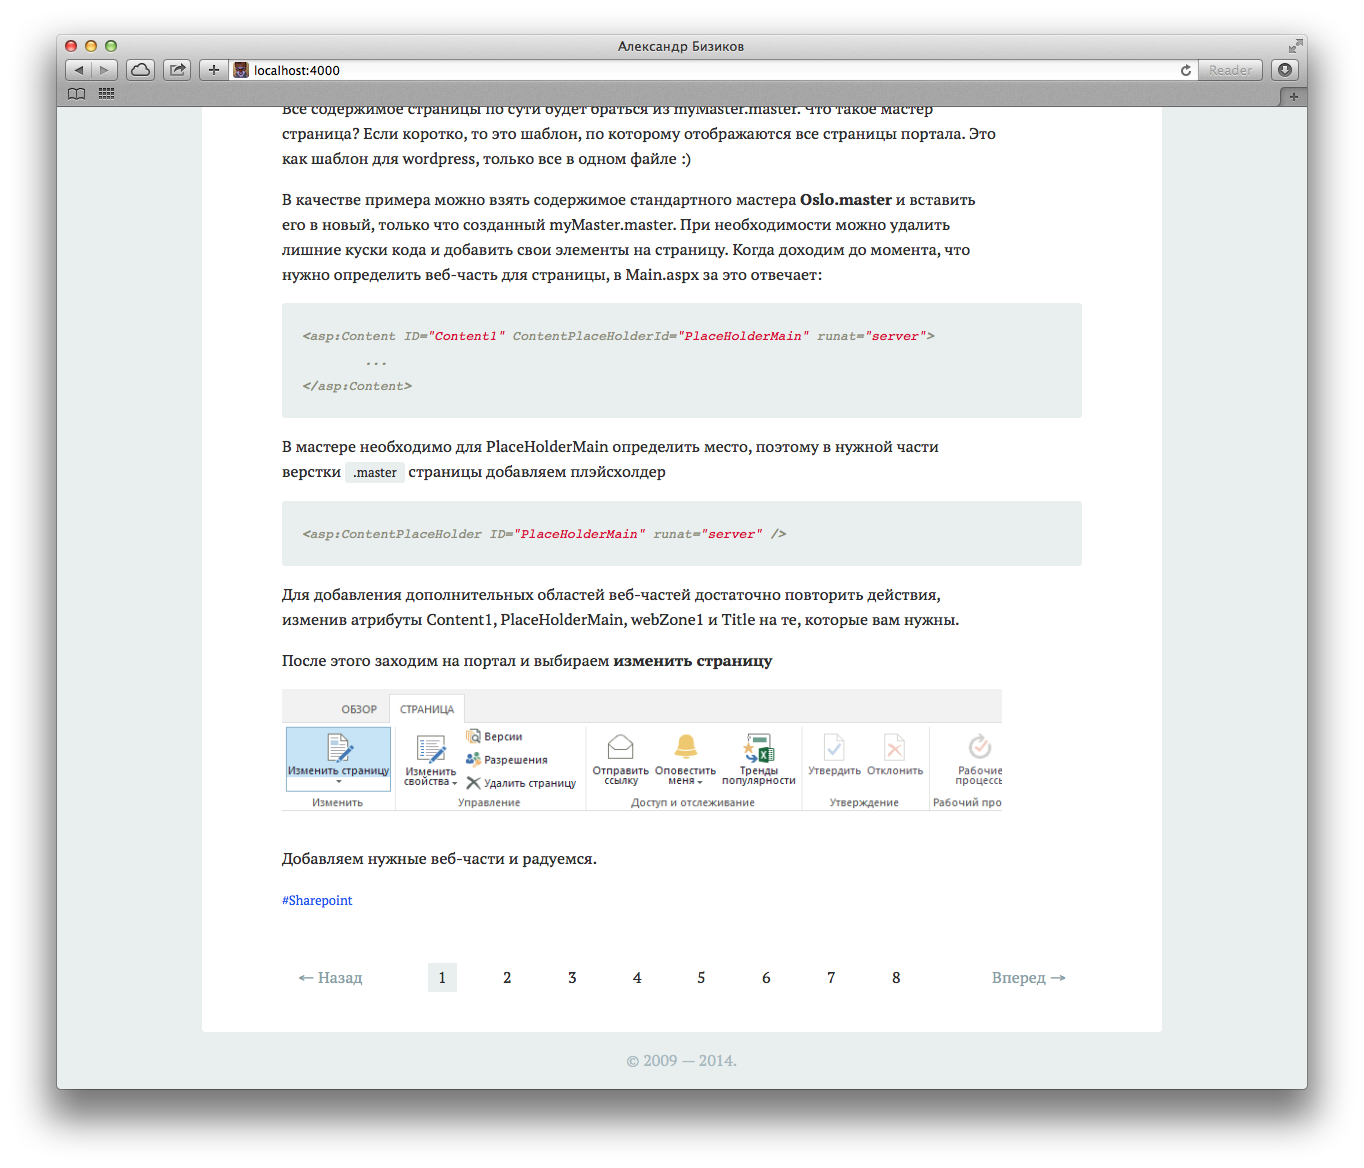 Александр Бизиков
localhost:4000
Reader
Все содержимое страницы по сути будет браться из myMaster.master. Что такое мастер
страница? Если коротко, то это шаблон, по которому отображаются все страницы портала. Это
как шаблон для wordpress, только все в одном файле :)
В качестве примера можно взять содержимое стандартного мастера Oslo.master и вставить
его в новый, только что созданный myMaster.master. При необходимости можно удалить
лишние куски кода и добавить свои элементы на страницу. Когда доходим до момента, что
нужно определить веб-часть для страницы, в Main.aspx за это отвечает:
<asp:Content ID="Content1" ContentPlaceHolderId="PlaceHolderMain" runat="server">
...
</asp:Content>
В мастере необходимо для PlaceHolderMain определить место, поэтому в нужной части
верстки .master страницы добавляем плэйсхолдер
<asp:ContentPlaceHolder ID="PlaceHolderMain" runat="server" />
Для добавления дополнительных областей веб-частей достаточно повторить действия,
изменив атрибуты Content1, PlaceHolderMain, webZone1 и Title на те, которые вам нужны.
После этого заходим на портал и выбираем изменить страницу
ОБЗОР СТРАНИЦА
Изменить страницу
Изменить
Изменить
свойства
Версии
Разрешения
Удалить страницу
Управление
Отправить
ссылку
Оповестить
меня
Тренды
популярности
Доступ и отслеживание
Утвердить Отклонить
Утверждение
Рабочие
процессы
Рабочий про
Добавляем нужные веб-части и радуемся.
#Sharepoint
← Назад 1 2 3 4 5 6 7 8 Вперед →
© 2009 — 2014.